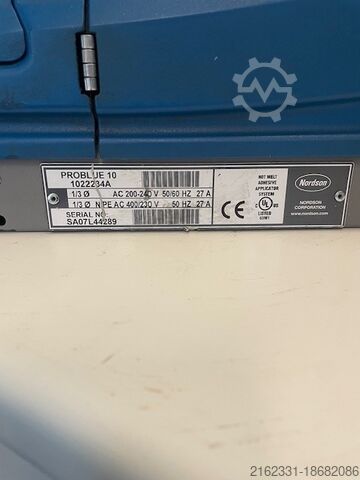 PROBLUE 10
1022234A
1/3 Ø AC 200-240 V 50/60 HZ 27 A
1/3 Ø N/PE AC 400/230 V 50 HZ 27 A
SERIAL NO:
SA07L44289
CE
HOT MELT
ADHESIVE
APPLICATOR
SYSTEM
C UL US
LISTED
Nordson
NORDSON
CORPORATION
www.nordson.com
2162331-18682086